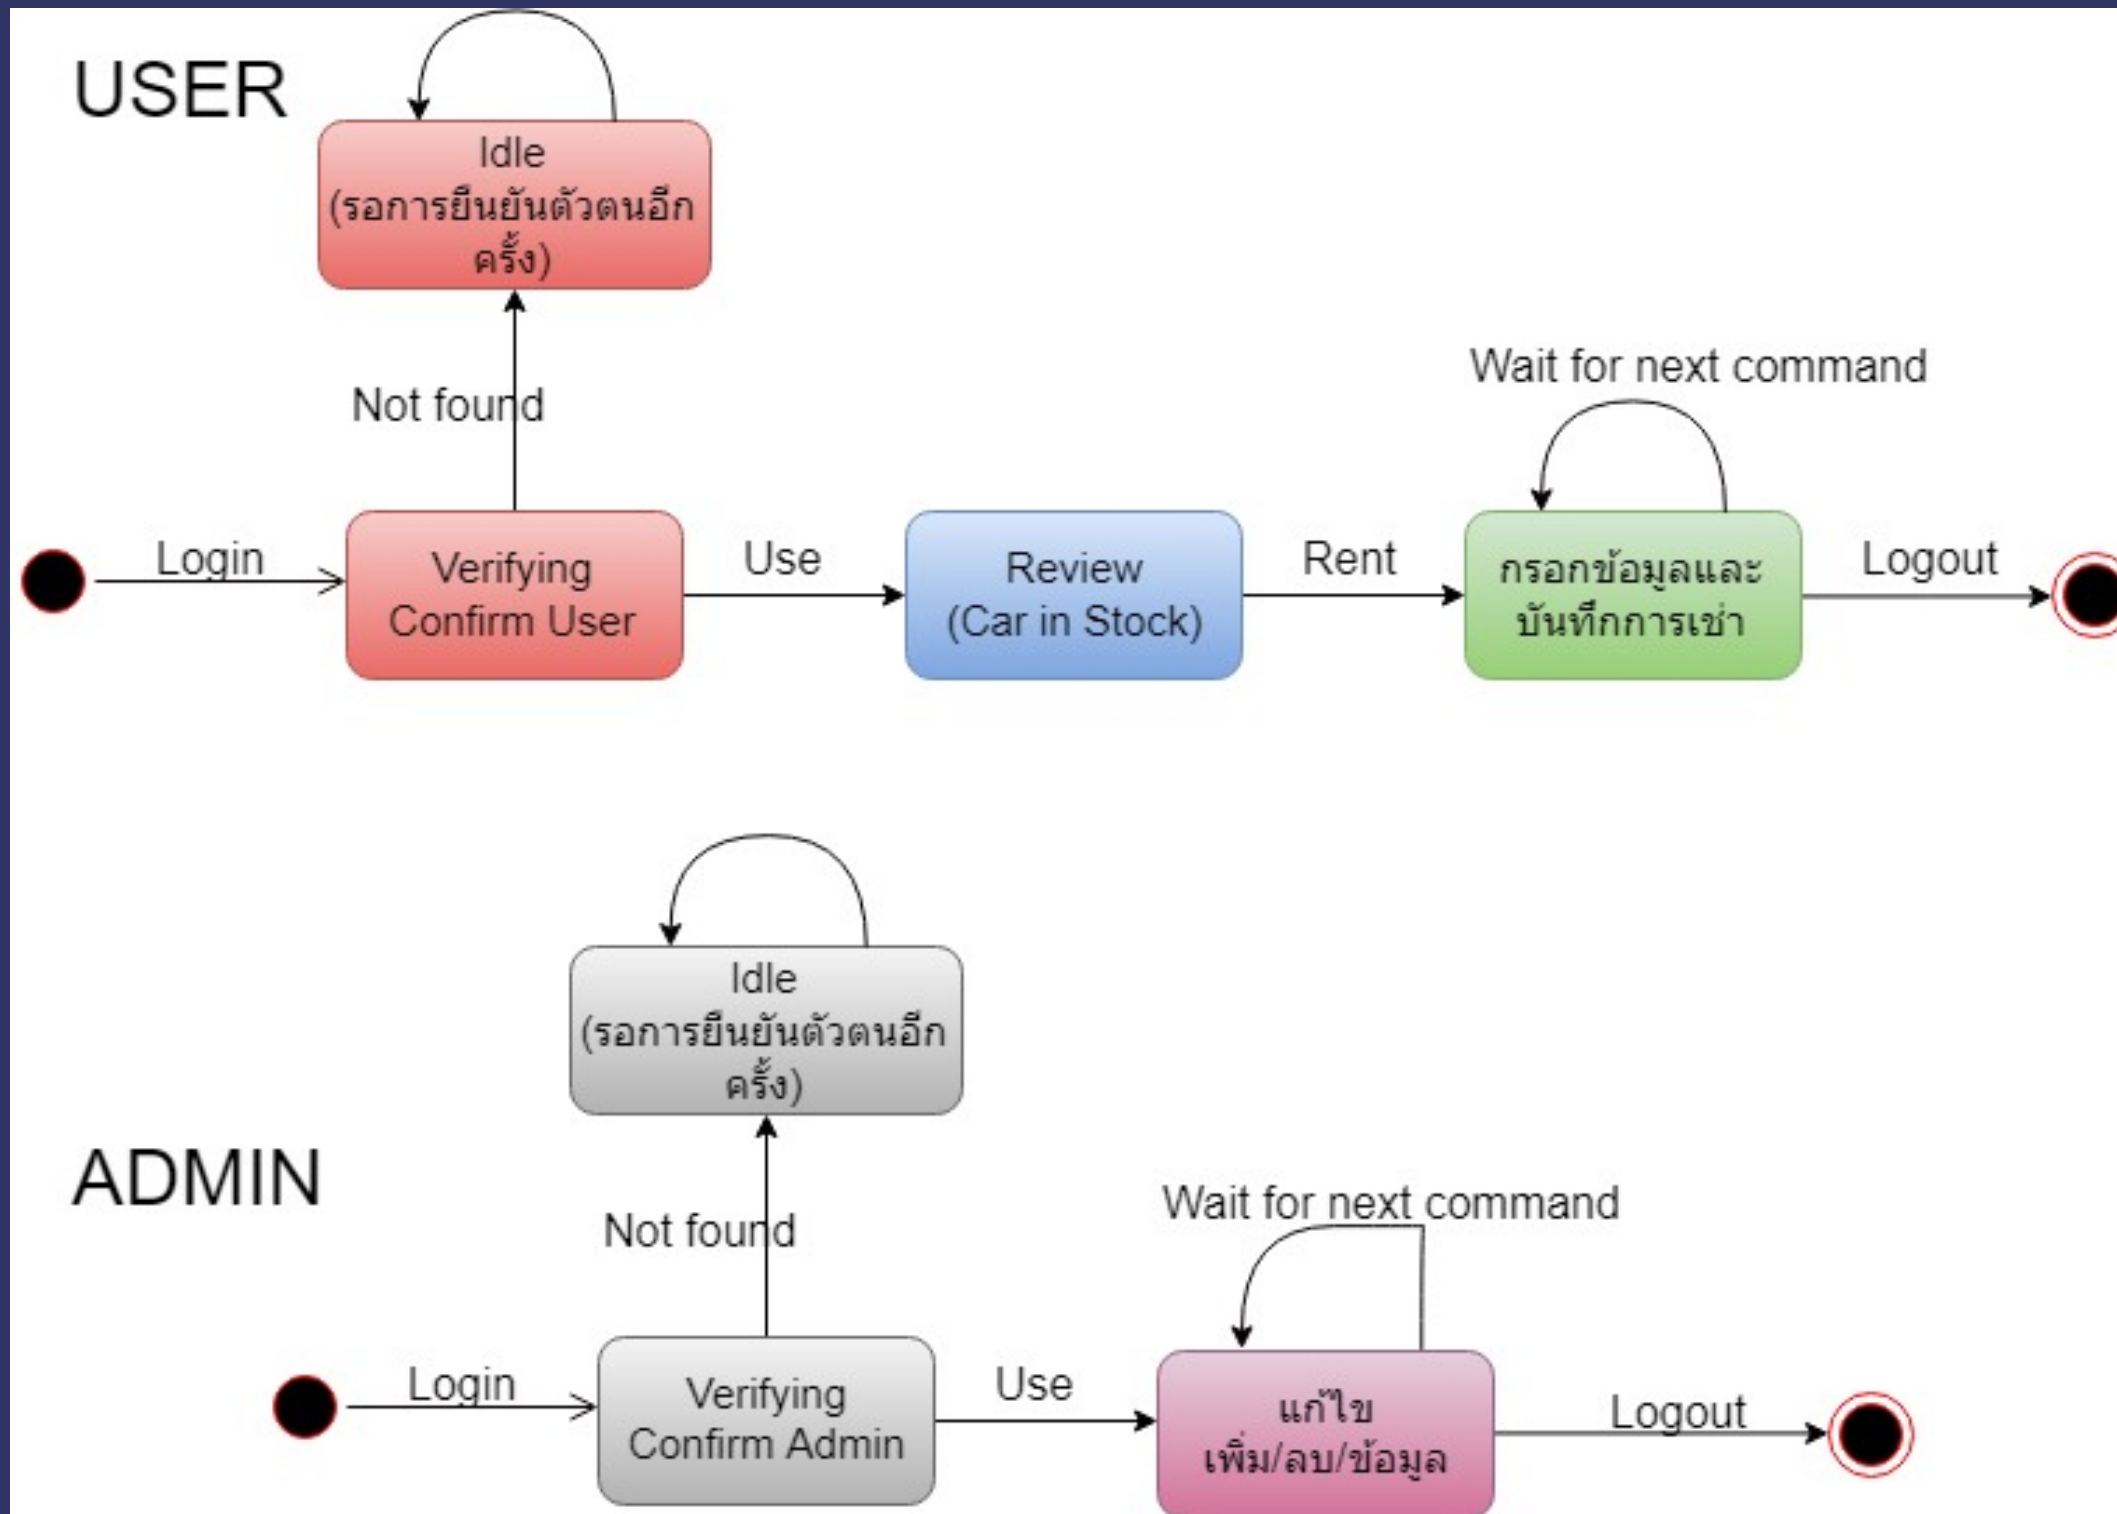 USER
Idle
(รอการยืนยันตัวตนอีก
ครั้ง)
Not found
Wait for next command
Login
Verifying
Confirm User
Use
Review
(Car in Stock)
Rent
กรอกข้อมูลและ
บันทึกการเช่า
Logout
Idle
(รอการยืนยันตัวตนอีก
ครั้ง)
ADMIN
Not found
Wait for next command
Login
Verifying
Confirm Admin
Use
แก้ไข
เพิ่ม/ลบ/ข้อมูล
Logout